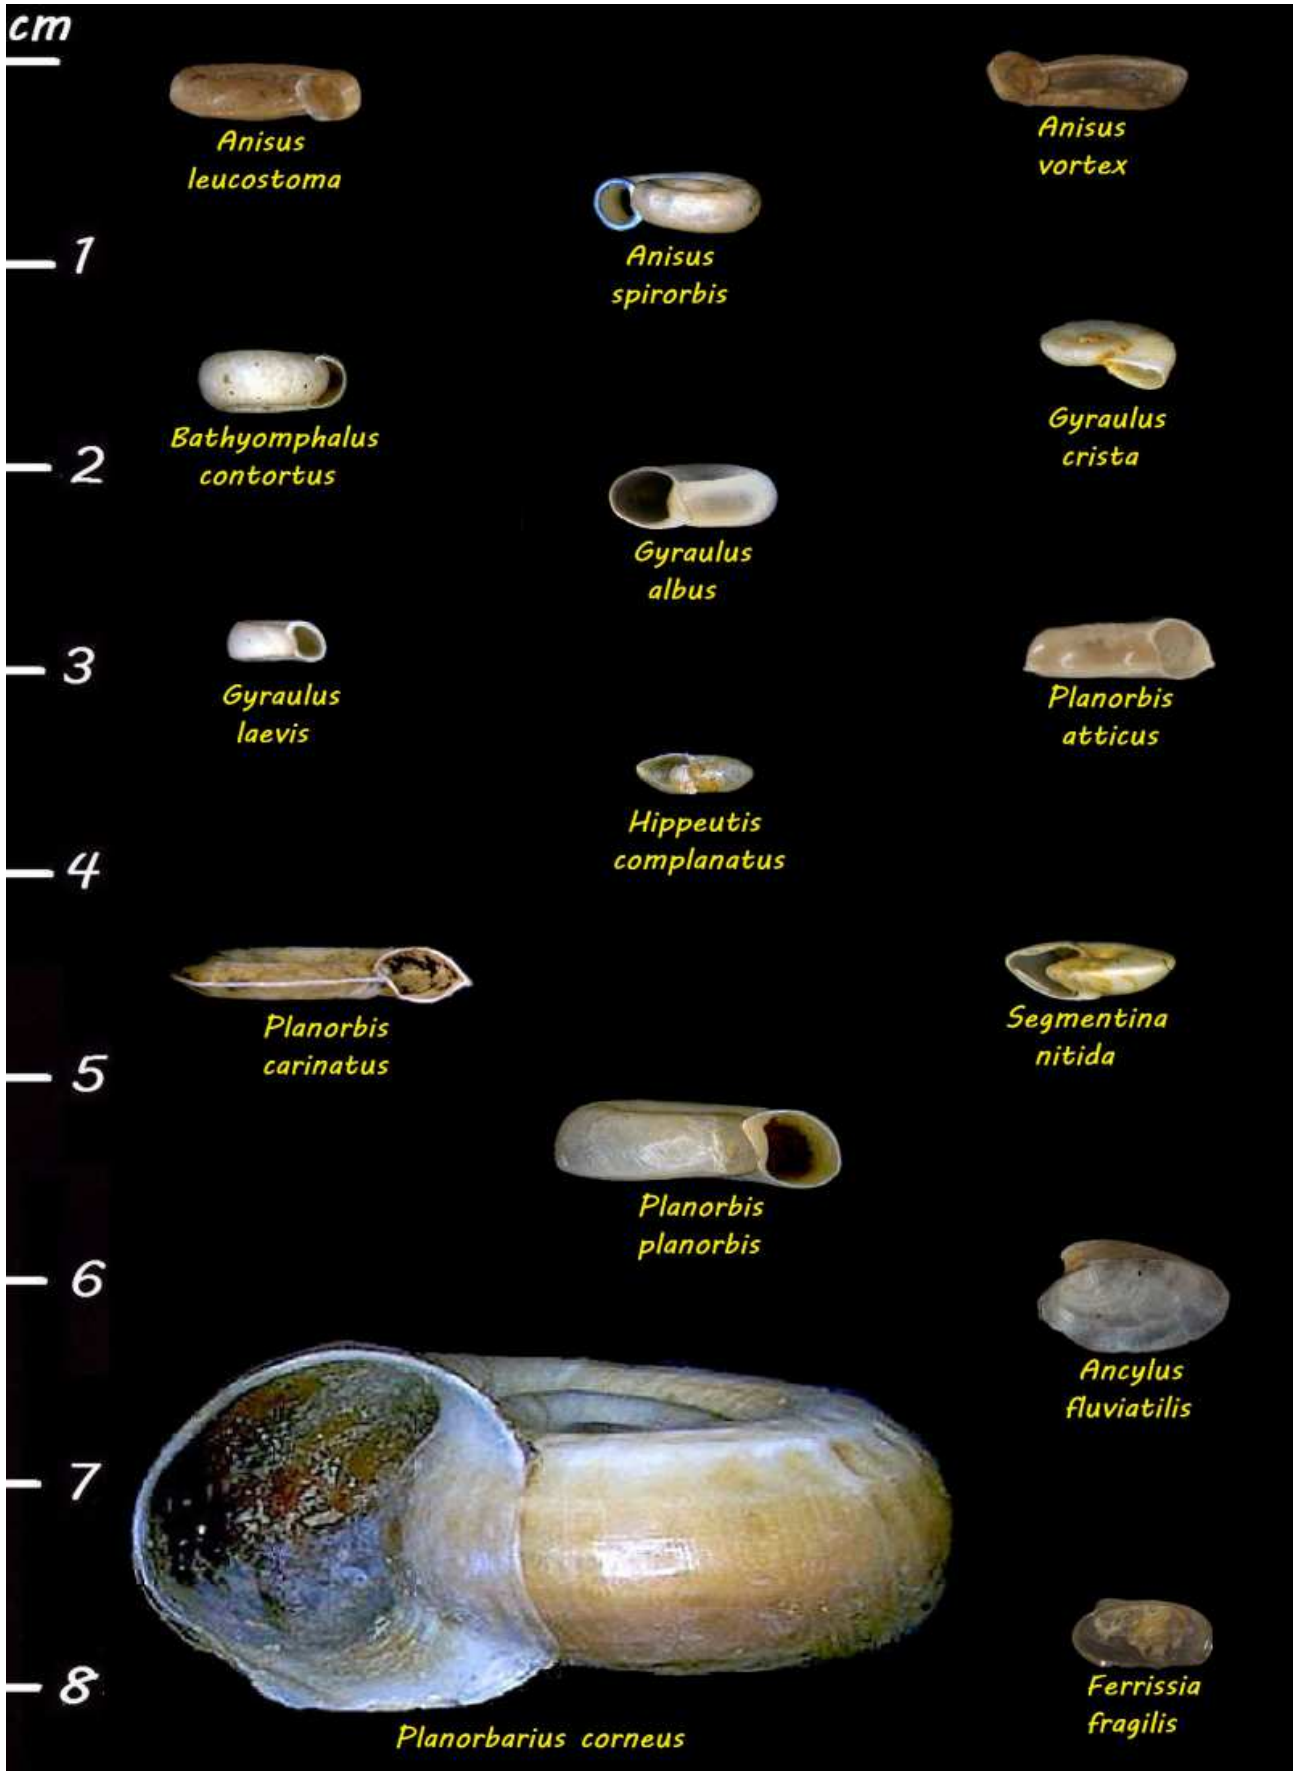 cm
Anisus
leucostoma
Anisus
vortex
Anisus
spirorbis
1
Bathyomphalus
contortus
Gyraulus
crista
2
Gyraulus
albus
3
Gyraulus
laevis
Planorbis
atticus
Hippeutis
complanatus
4
Planorbis
carinatus
Segmentina
nitida
5
Planorbis
planorbis
6
Ancylus
fluviatilis
7
8
Ferrissia
fragilis
Planorbarius corneus